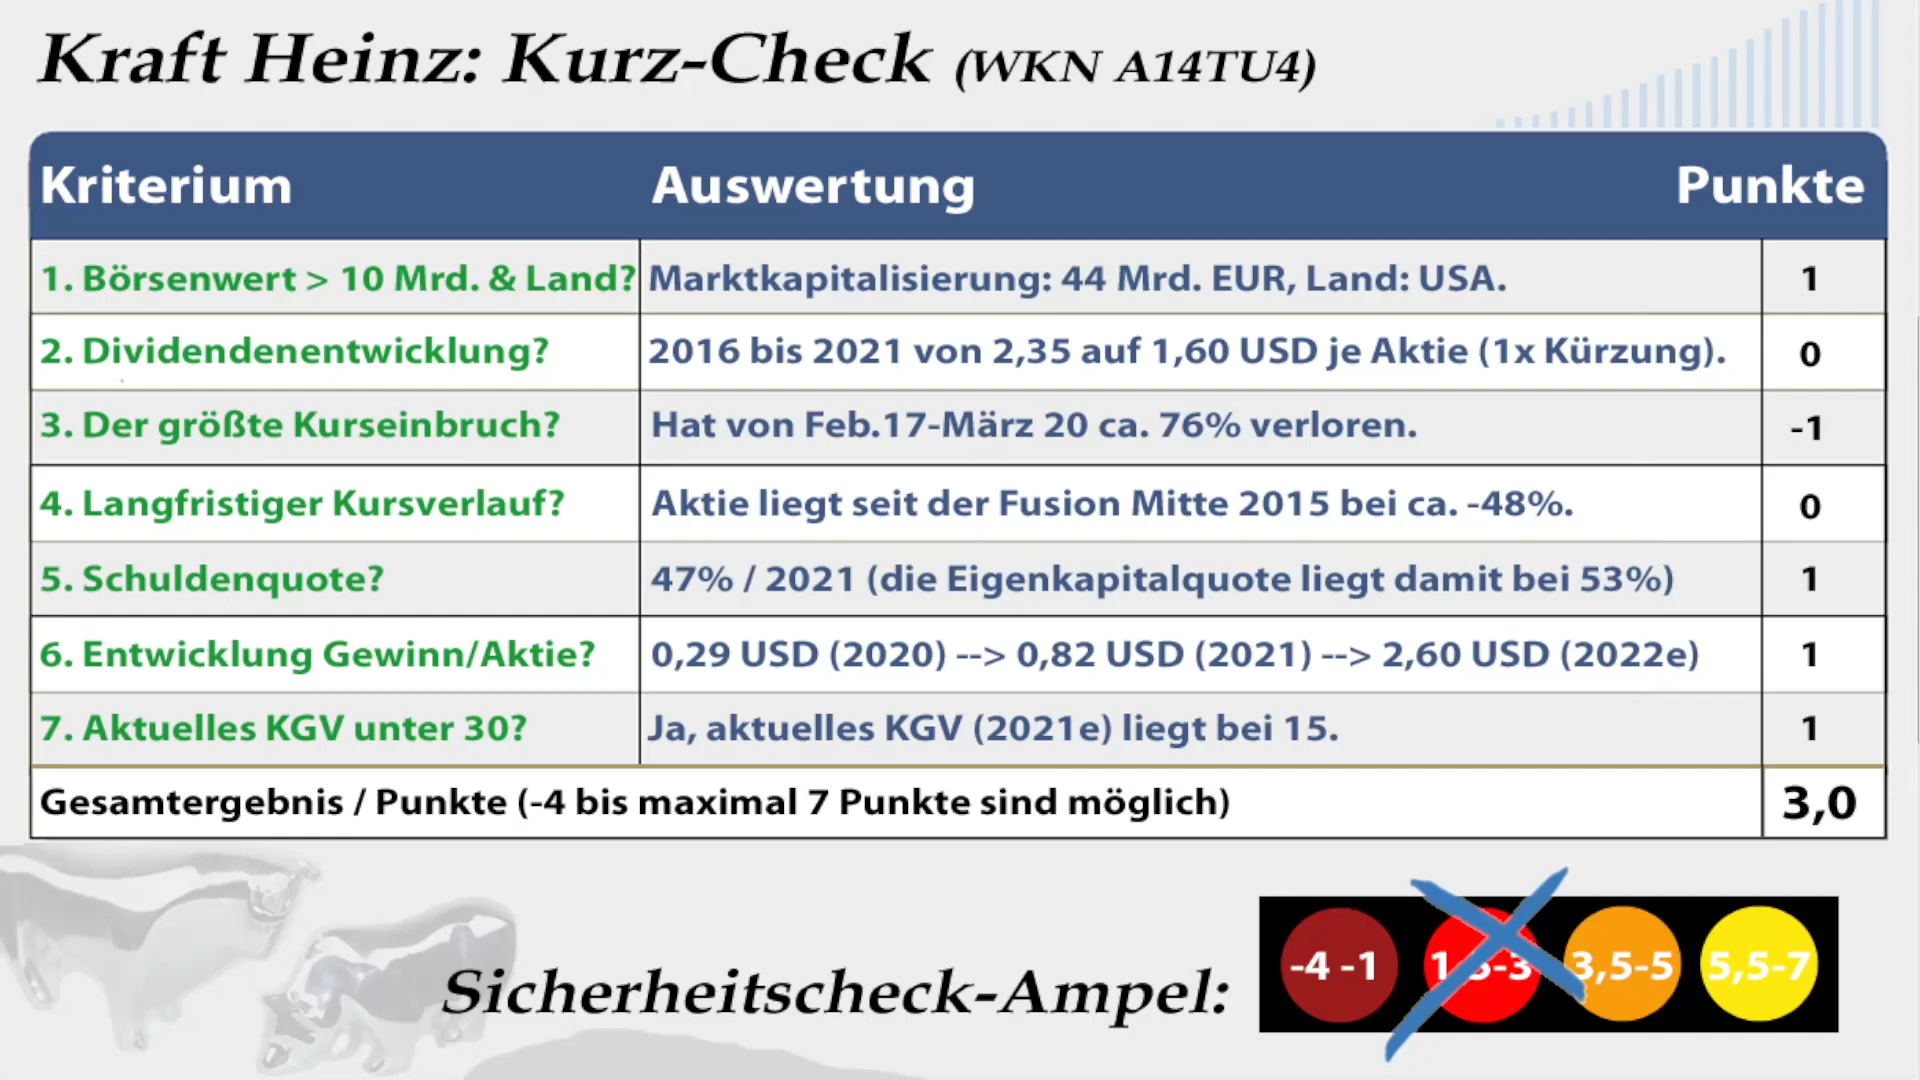 Kraft Heinz: Kurz-Check (WKN A14TU4)
Kriterium Auswertung Punkte
1. Börsenwert > 10 Mrd. & Land? Marktkapitalisierung: 44 Mrd. EUR, Land: USA. 1
2. Dividendenentwicklung? 2016 bis 2021 von 2,35 auf 1,60 USD je Aktie (1x Kürzung). 0
3. Der größte Kurseinbruch? Hat von Feb.17-März 20 ca. 76% verloren. -1
4. Langfristiger Kursverlauf? Aktie liegt seit der Fusion Mitte 2015 bei ca. -48%. 0
5. Schuldenquote? 47% / 2021 (die Eigenkapitalquote liegt damit bei 53%) 1
6. Entwicklung Gewinn/Aktie? 0,29 USD (2020) --> 0,82 USD (2021) --> 2,60 USD (2022e) 1
7. Aktuelles KGV unter 30? Ja, aktuelles KGV (2021e) liegt bei 15. 1
Gesamtergebnis / Punkte (-4 bis maximal 7 Punkte sind möglich) 3,0
Sicherheitscheck-Ampel: -4 -1 1,5-3 3,5-5 5,5-7